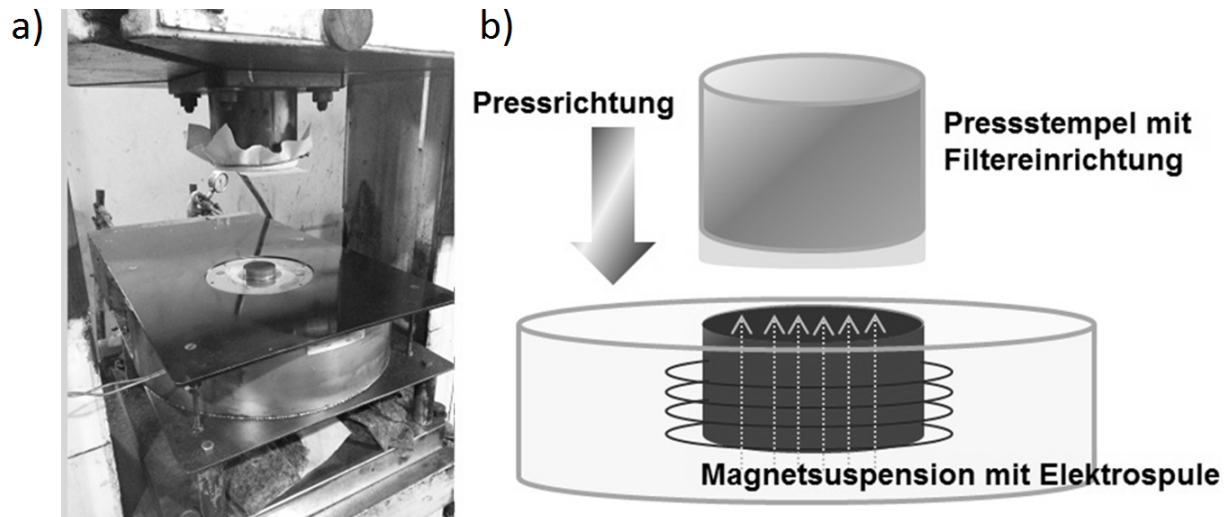 a)
b)
Pressrichtung
Pressstempel mit
Filtereinrichtung
Magnetsuspension mit Elektrospule